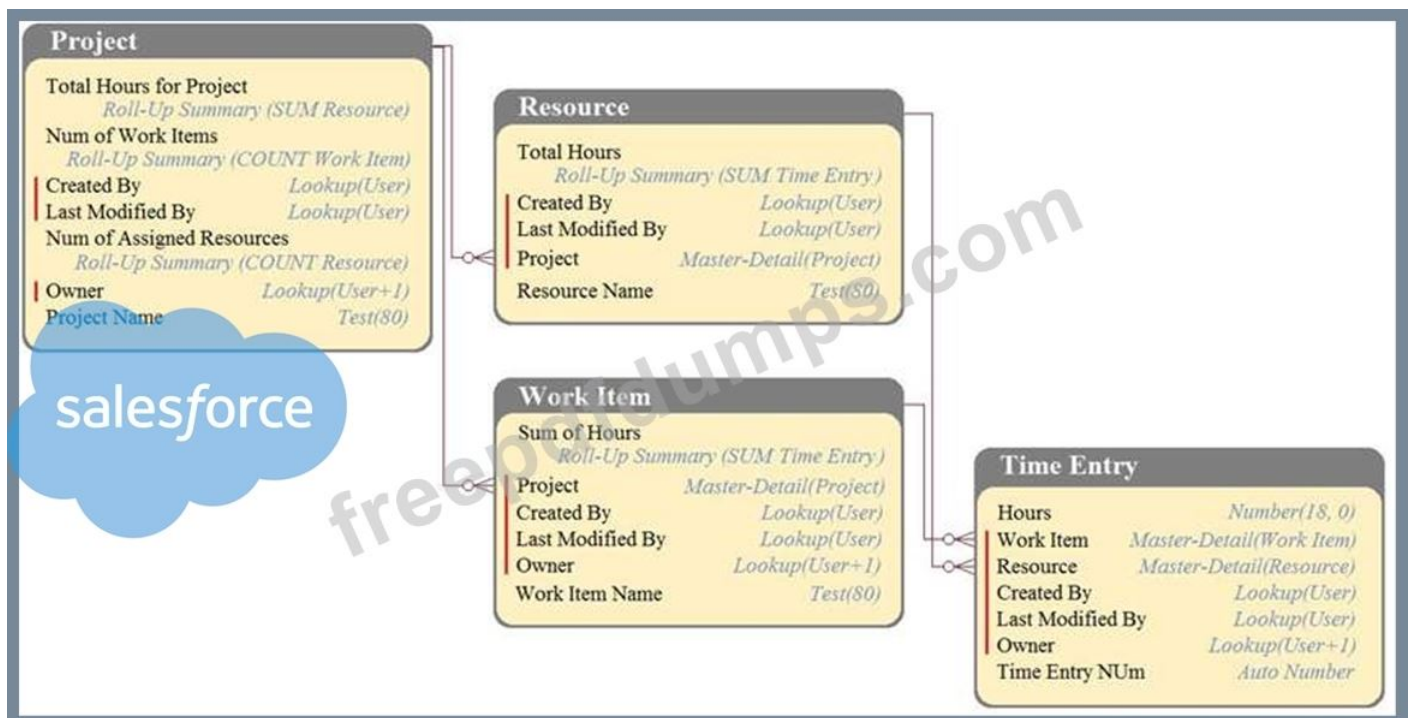 Project
Total Hours for Project
Roll-Up Summary (SUM Resource)
Num of Work Items
Roll-Up Summary (COUNT Work Item)
Created By Lookup(User)
Last Modified By Lookup(User)
Num of Assigned Resources
Roll-Up Summary (COUNT Resource)
Owner Lookup(User+1)
Project Name Test(80)
salesforce
Resource
Total Hours
Roll-Up Summary (SUM Time Entry)
Created By Lookup(User)
Last Modified By Lookup(User)
Project Master-Detail(Project)
Resource Name Test(80)
Work Item
Sum of Hours
Roll-Up Summary (SUM Time Entry)
Project Master-Detail(Project)
Created By Lookup(User)
Last Modified By Lookup(User)
Owner Lookup(User+1)
Work Item Name Test(80)
Time Entry
Hours Number(18, 0)
Work Item Master-Detail(Work Item)
Resource Master-Detail(Resource)
Created By Lookup(User)
Last Modified By Lookup(User)
Owner Lookup(User+1)
Time Entry NUm Auto Number
freepdfdumps.com